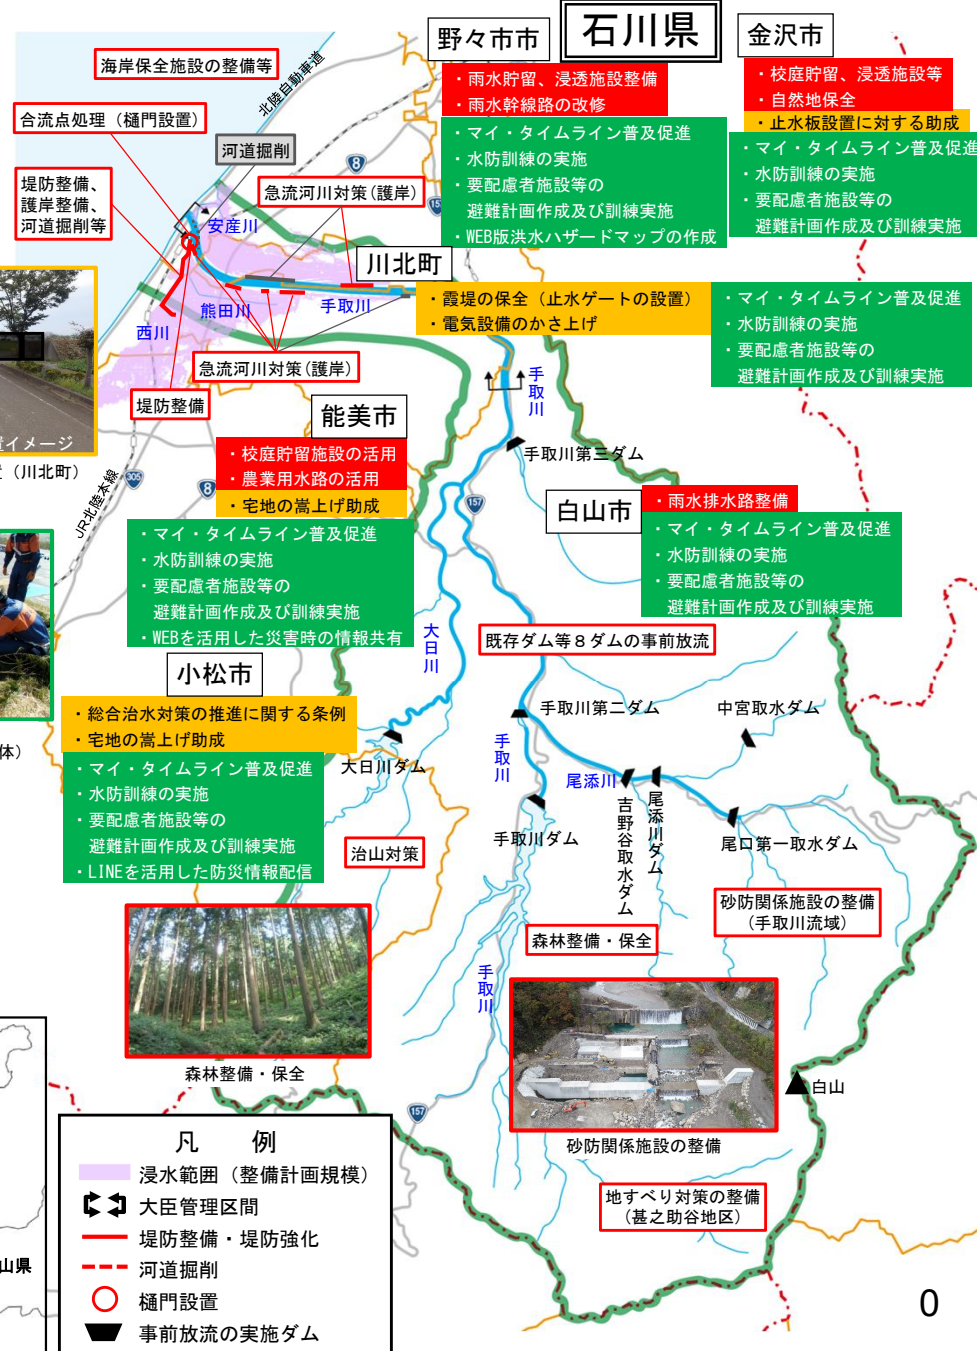 石川県
野々市市
・雨水貯留、浸透施設整備
・雨水幹線路の改修
・マイ・タイムライン普及促進
・水防訓練の実施
・要配慮者施設等の
避難計画作成及び訓練実施
・WEB版洪水ハザードマップの作成
金沢市
・校庭貯留、浸透施設等
・自然地保全
・止水板設置に対する助成
・マイ・タイムライン普及促進
・水防訓練の実施
・要配慮者施設等の
避難計画作成及び訓練実施
海岸保全施設の整備等
北陸自動車道
合流点処理（樋門設置）
河道掘削
8
堤防整備、
護岸整備、
河道掘削等
急流河川対策(護岸)
安産川
川北町
・霞堤の保全（止水ゲートの設置）
・電気設備のかさ上げ
・マイ・タイムライン普及促進
・水防訓練の実施
・要配慮者施設等の
避難計画作成及び訓練実施
熊田川
手取川
西川
急流河川対策(護岸)
堤防整備
手取川
置イメージ
（川北町）
能美市
・校庭貯留施設の活用
・農業用水路の活用
・宅地の嵩上げ助成
・マイ・タイムライン普及促進
・水防訓練の実施
・要配慮者施設等の
避難計画作成及び訓練実施
・WEBを活用した災害時の情報共有
JR北陸本線
305
8
手取川第三ダム
157
白山市
・雨水排水路整備
・マイ・タイムライン普及促進
・水防訓練の実施
・要配慮者施設等の
避難計画作成及び訓練実施
大日川
既存ダム等８ダムの事前放流
小松市
・総合治水対策の推進に関する条例
・宅地の嵩上げ助成
・マイ・タイムライン普及促進
・水防訓練の実施
・要配慮者施設等の
避難計画作成及び訓練実施
・LINEを活用した防災情報配信
体）
大日川ダム
手取川第二ダム
中宮取水ダム
手取川
尾添川
手取川ダム
吉野谷取水ダム
尾添川ダム
尾口第一取水ダム
治山対策
砂防関係施設の整備
（手取川流域）
森林整備・保全
手取川
森林整備・保全
白山
157
砂防関係施設の整備
地すべり対策の整備
（甚之助谷地区）
凡　例
浸水範囲（整備計画規模）
大臣管理区間
堤防整備・堤防強化
河道掘削
樋門設置
事前放流の実施ダム
山県
0